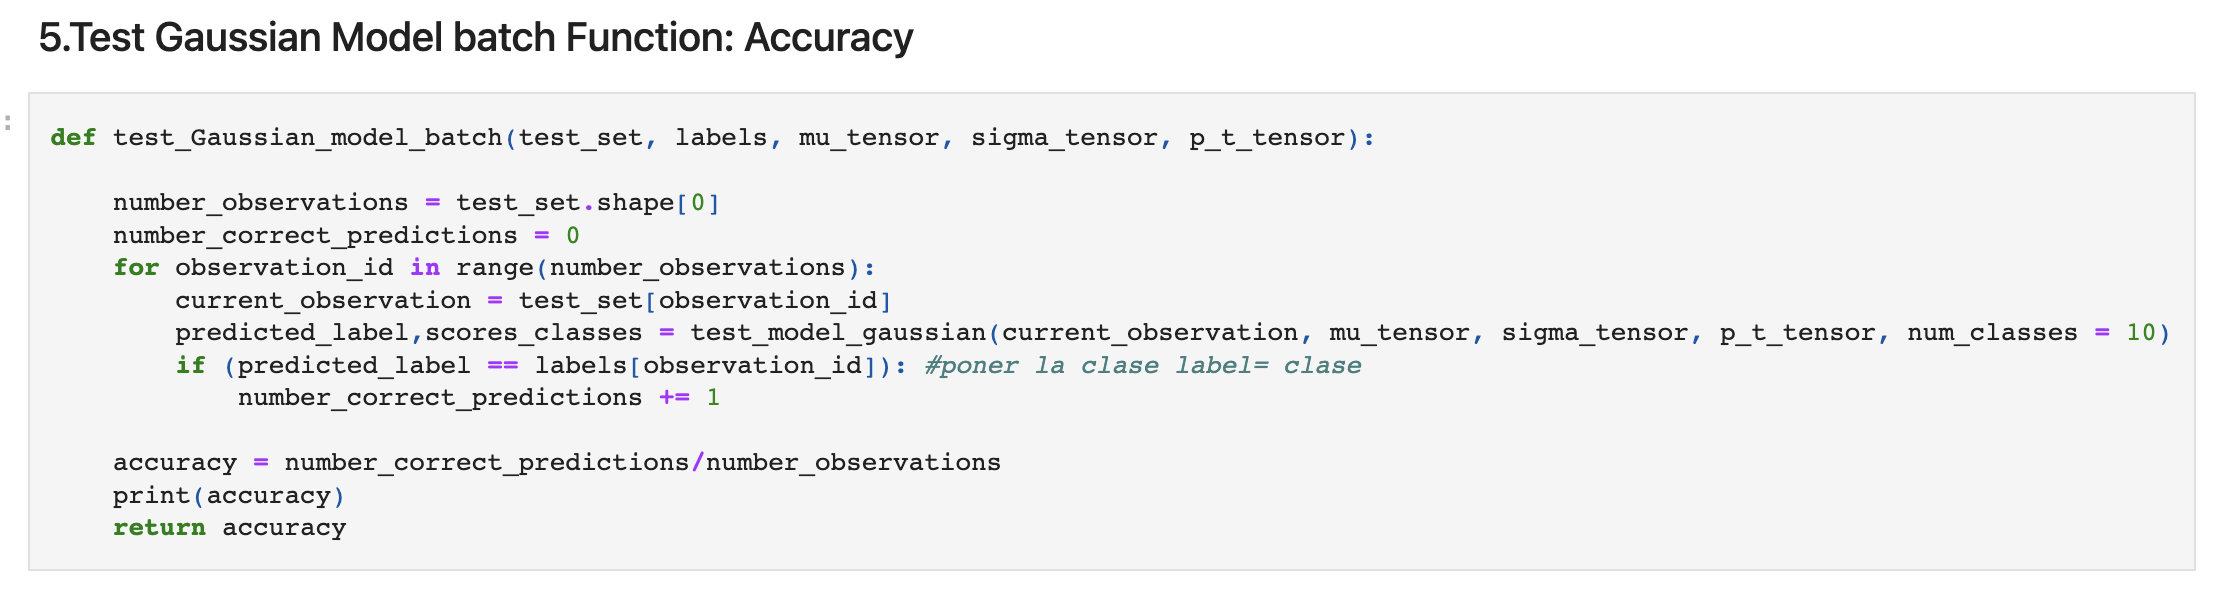 5.Test Gaussian Model batch Function: Accuracy
:
def test_Gaussian_model_batch(test_set, labels, mu_tensor, sigma_tensor, p_t_tensor):
number_observations = test_set.shape[0]
number_correct_predictions = 0
for observation_id in range(number_observations):
current_observation = test_set[observation_id]
predicted_label,scores_classes = test_model_gaussian(current_observation, mu_tensor, sigma_tensor, p_t_tensor, num_classes = 10)
if (predicted_label == labels[observation_id]): #poner la clase label= clase
number_correct_predictions += 1
accuracy = number_correct_predictions/number_observations
print(accuracy)
return accuracy